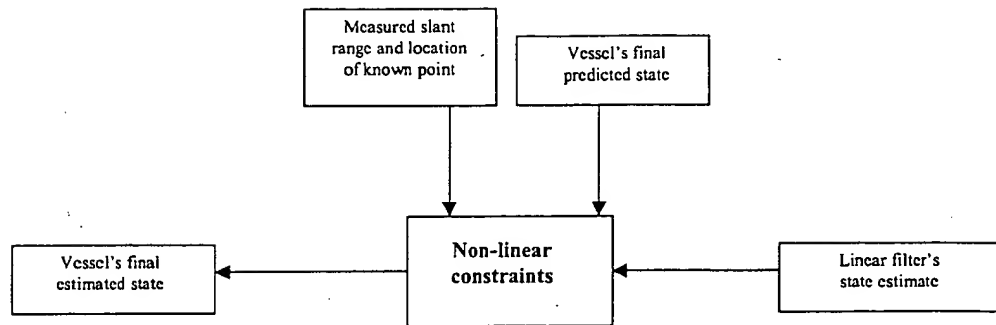 Measured slant
range and location
of known point
Vessel's final
predicted state
Non-linear
constraints
Vessel's final
estimated state
Linear filter's
state estimate